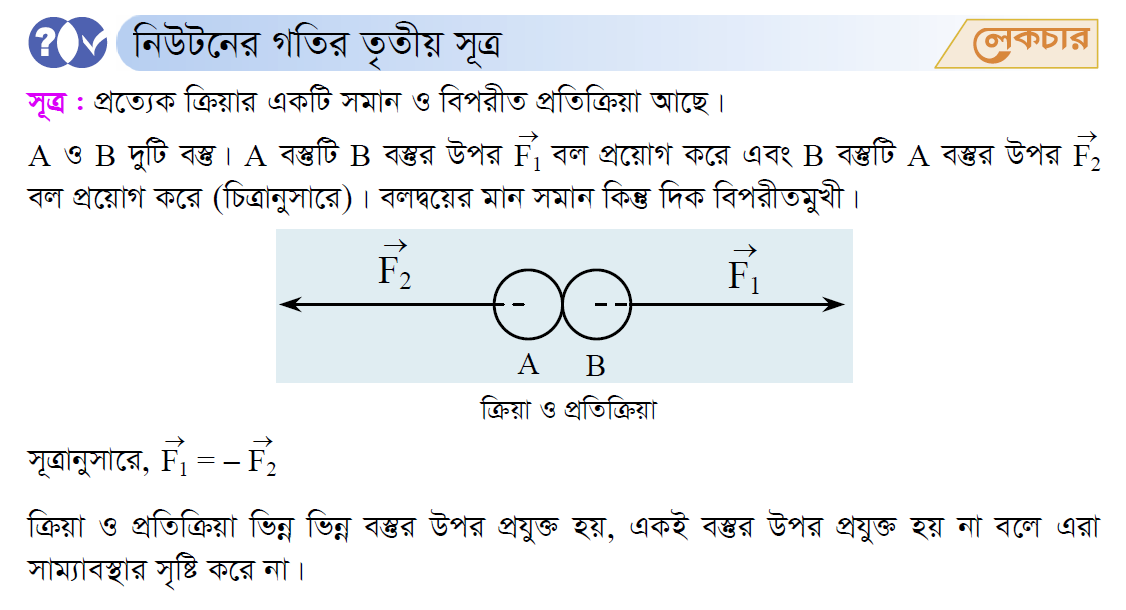 নিউটনের গতির তৃতীয় সূত্র
লেকচার
সূত্র : প্রত্যেক ক্রিয়ার একটি সমান ও বিপরীত প্রতিক্রিয়া আছে।
A ও B দুটি বস্তু। A বস্তুটি B বস্তুর উপর F⃗₁ বল প্রয়োগ করে এবং B বস্তুটি A বস্তুর উপর F⃗₂
বল প্রয়োগ করে (চিত্রানুসারে)। বলদ্বয়ের মান সমান কিন্তু দিক বিপরীতমুখী।
F⃗₂ F⃗₁
A B
ক্রিয়া ও প্রতিক্রিয়া
সূত্রানুসারে, F⃗₁ = – F⃗₂
ক্রিয়া ও প্রতিক্রিয়া ভিন্ন ভিন্ন বস্তুর উপর প্রযুক্ত হয়, একই বস্তুর উপর প্রযুক্ত হয় না বলে এরা
সাম্যাবস্থার সৃষ্টি করে না।